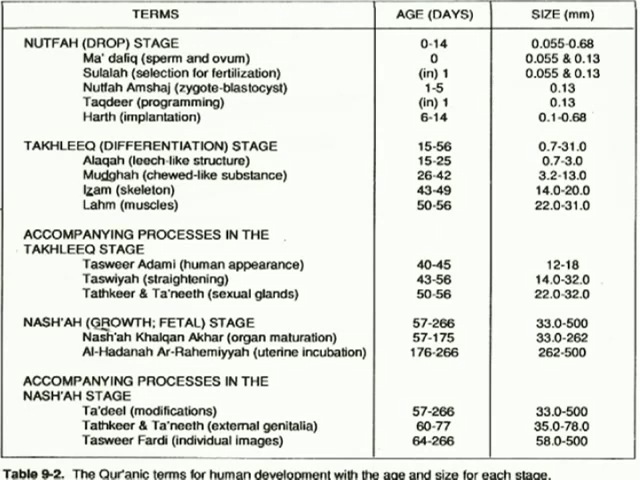 TERMS AGE (DAYS) SIZE (mm)
NUTFAH (DROP) STAGE 0-14 0.055-0.68
Ma' dafiq (sperm and ovum) 0 0.055 & 0.13
Sulalah (selection for fertilization) (in) 1 0.055 & 0.13
Nutfah Amshaj (zygote-blastocyst) 1-5 0.13
Taqdeer (programming) (in) 1 0.13
Harth (implantation) 6-14 0.1-0.68
TAKHLEEQ (DIFFERENTIATION) STAGE 15-56 0.7-31.0
Alaqah (leech-like structure) 15-25 0.7-3.0
Mudghah (chewed-like substance) 26-42 3.2-13.0
Izam (skeleton) 43-49 14.0-20.0
Lahm (muscles) 50-56 22.0-31.0
ACCOMPANYING PROCESSES IN THE
TAKHLEEQ STAGE
Tasweer Adami (human appearance) 40-45 12-18
Taswiyah (straightening) 43-56 14.0-32.0
Tathkeer & Ta'neeth (sexual glands) 50-56 22.0-32.0
NASH'AH (GROWTH; FETAL) STAGE 57-266 33.0-500
Nash'ah Khalqan Akhar (organ maturation) 57-175 33.0-262
Al-Hadanah Ar-Rahemiyyah (uterine incubation) 176-266 262-500
ACCOMPANYING PROCESSES IN THE
NASH'AH STAGE
Ta'deel (modifications) 57-266 33.0-500
Tathkeer & Ta'neeth (external genitalia) 60-77 35.0-78.0
Tasweer Fardi (individual images) 64-266 58.0-500
Table 9-2. The Qur'anic terms for human development with the age and size for each stage.